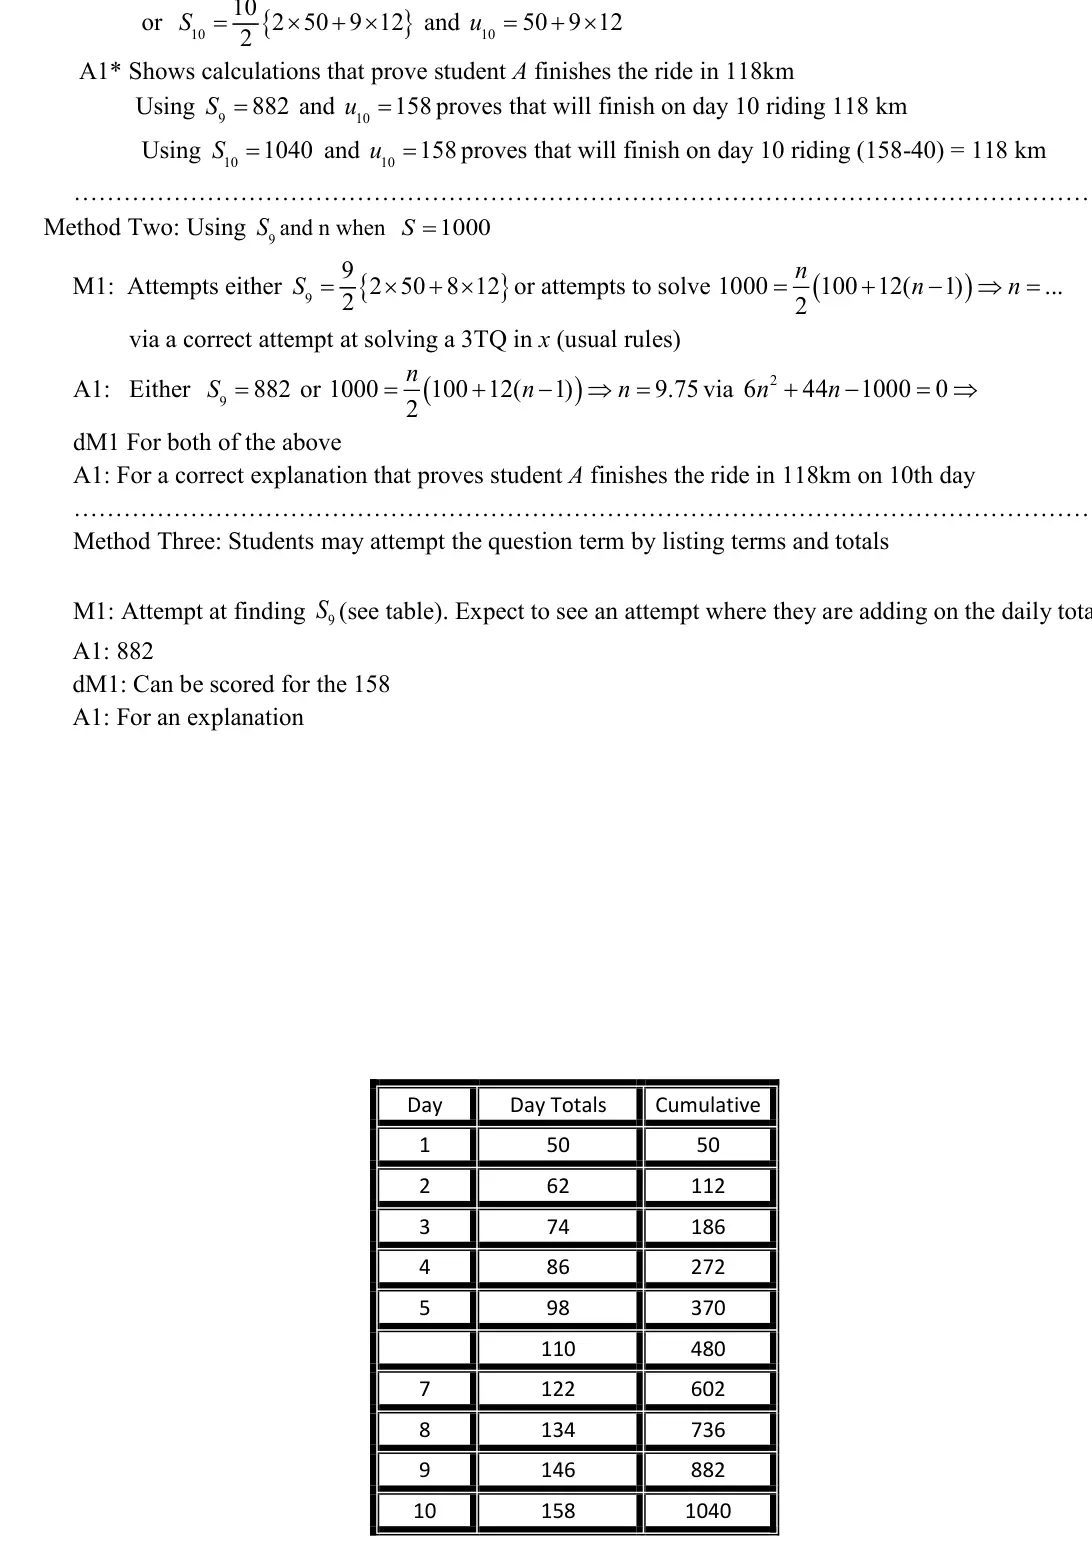 or S₁₀ = 10/2 {2×50+9×12} and u₁₀ = 50+9×12
A1* Shows calculations that prove student A finishes the ride in 118km
Using S₉ = 882 and u₁₀ = 158 proves that will finish on day 10 riding 118 km
Using S₁₀ = 1040 and u₁₀ = 158 proves that will finish on day 10 riding (158-40) = 118 km
……………………………………………………………………………………………………………
Method Two: Using S₉ and n when S = 1000
M1: Attempts either S₉ = 9/2 {2×50+8×12} or attempts to solve 1000 = n/2 (100+12(n−1)) ⇒ n = ...
via a correct attempt at solving a 3TQ in x (usual rules)
A1: Either S₉ = 882 or 1000 = n/2 (100+12(n−1)) ⇒ n = 9.75 via 6n² + 44n −1000 = 0 ⇒
dM1 For both of the above
A1: For a correct explanation that proves student A finishes the ride in 118km on 10th day
……………………………………………………………………………………………………………
Method Three: Students may attempt the question term by listing terms and totals
M1: Attempt at finding S₉ (see table). Expect to see an attempt where they are adding on the daily tota
A1: 882
dM1: Can be scored for the 158
A1: For an explanation
Day Day Totals Cumulative
1 50 50
2 62 112
3 74 186
4 86 272
5 98 370
110 480
7 122 602
8 134 736
9 146 882
10 158 1040